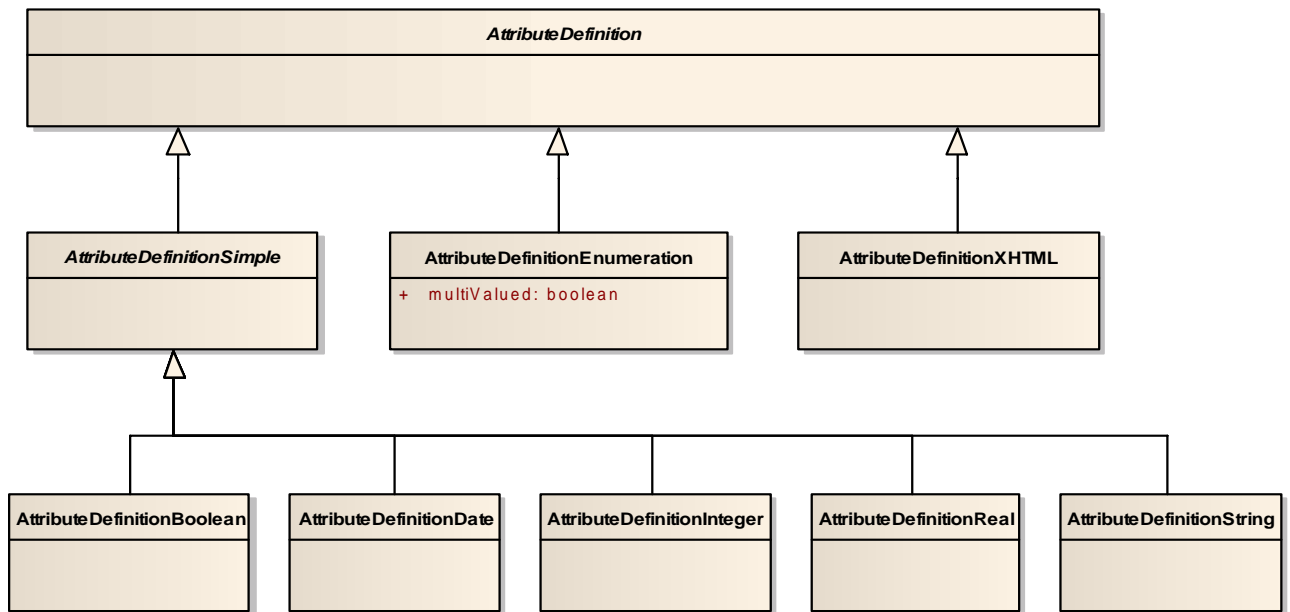 AttributeDefinition
AttributeDefinitionSimple
AttributeDefinitionEnumeration
+ multiValued: boolean
AttributeDefinitionXHTML
AttributeDefinitionBoolean
AttributeDefinitionDate
AttributeDefinitionInteger
AttributeDefinitionReal
AttributeDefinitionString